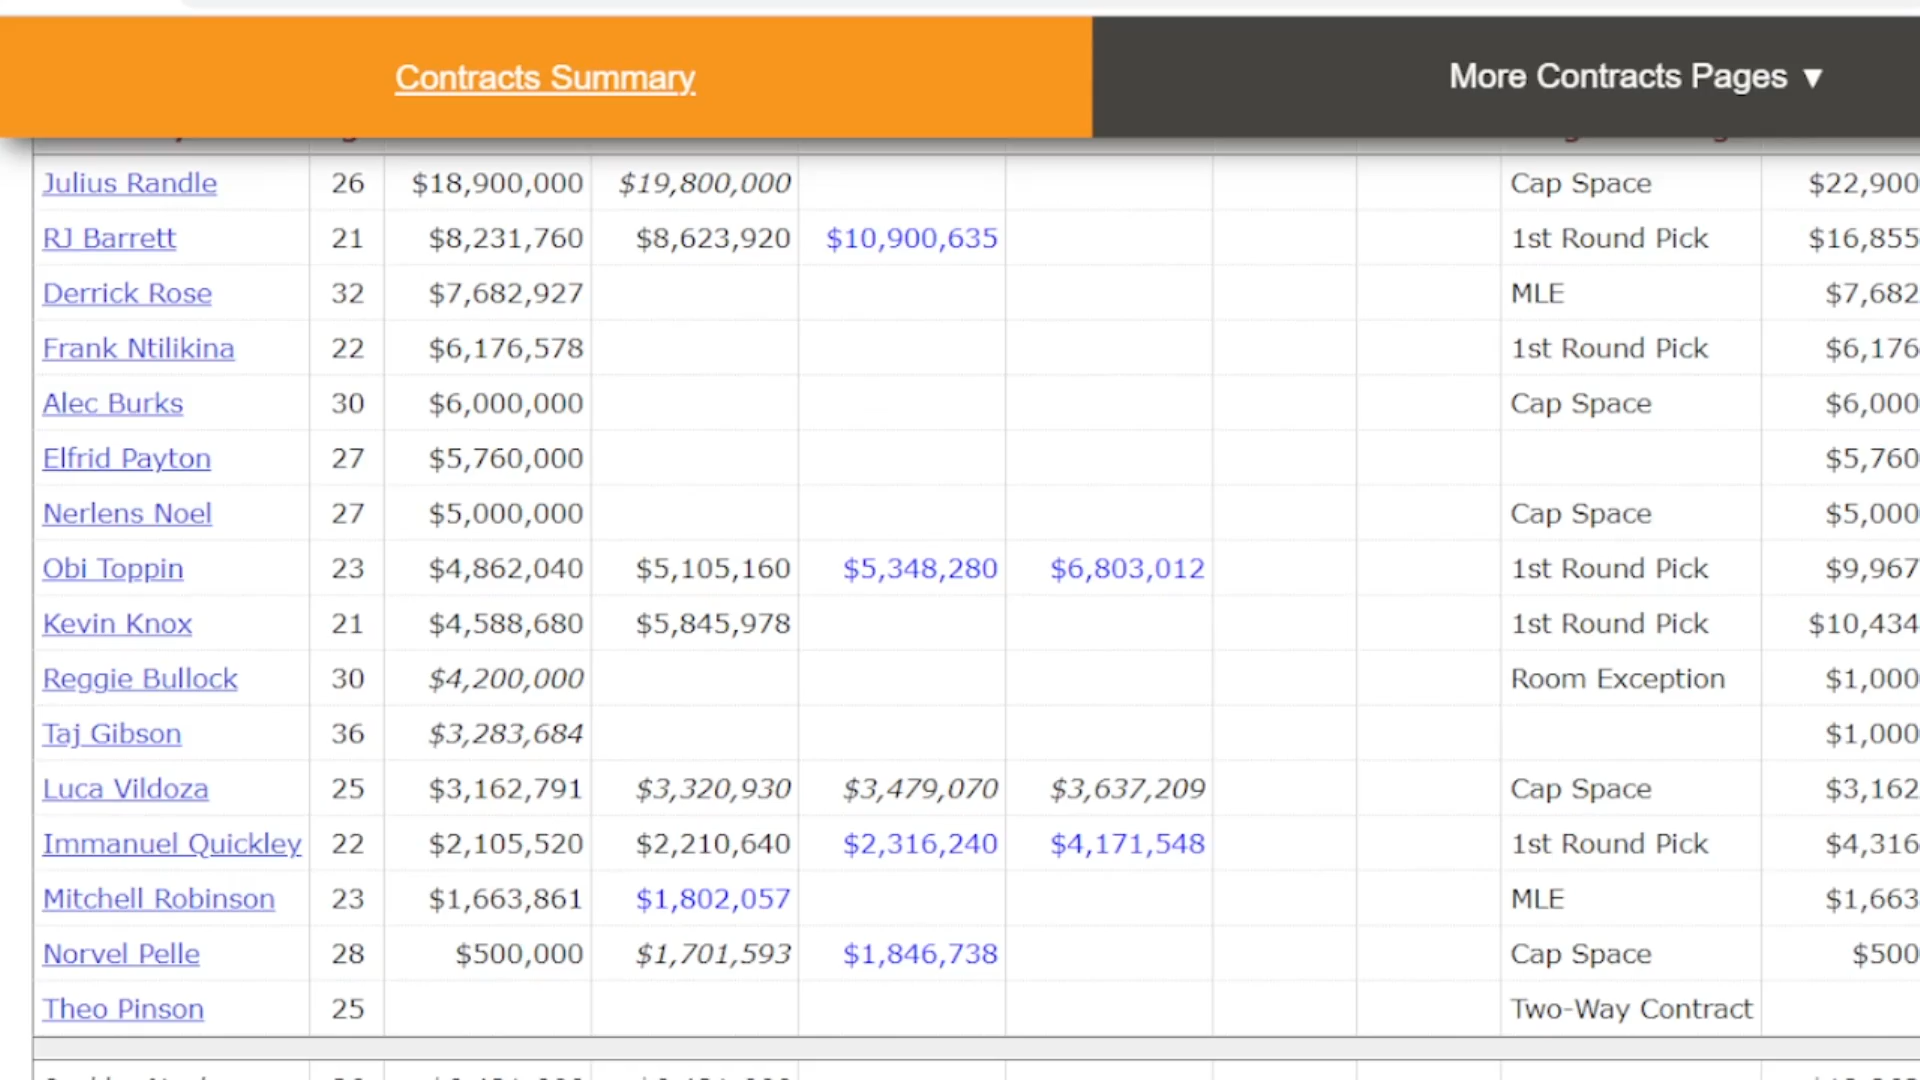 Contracts Summary
More Contracts Pages ▼
Julius Randle 26 $18,900,000 $19,800,000 Cap Space $22,900
RJ Barrett 21 $8,231,760 $8,623,920 $10,900,635 1st Round Pick $16,855
Derrick Rose 32 $7,682,927 MLE $7,682
Frank Ntilikina 22 $6,176,578 1st Round Pick $6,176
Alec Burks 30 $6,000,000 Cap Space $6,000
Elfrid Payton 27 $5,760,000 $5,760
Nerlens Noel 27 $5,000,000 Cap Space $5,000
Obi Toppin 23 $4,862,040 $5,105,160 $5,348,280 $6,803,012 1st Round Pick $9,967
Kevin Knox 21 $4,588,680 $5,845,978 1st Round Pick $10,434
Reggie Bullock 30 $4,200,000 Room Exception $1,000
Taj Gibson 36 $3,283,684 $1,000
Luca Vildoza 25 $3,162,791 $3,320,930 $3,479,070 $3,637,209 Cap Space $3,162
Immanuel Quickley 22 $2,105,520 $2,210,640 $2,316,240 $4,171,548 1st Round Pick $4,316
Mitchell Robinson 23 $1,663,861 $1,802,057 MLE $1,663
Norvel Pelle 28 $500,000 $1,701,593 $1,846,738 Cap Space $500
Theo Pinson 25 Two-Way Contract